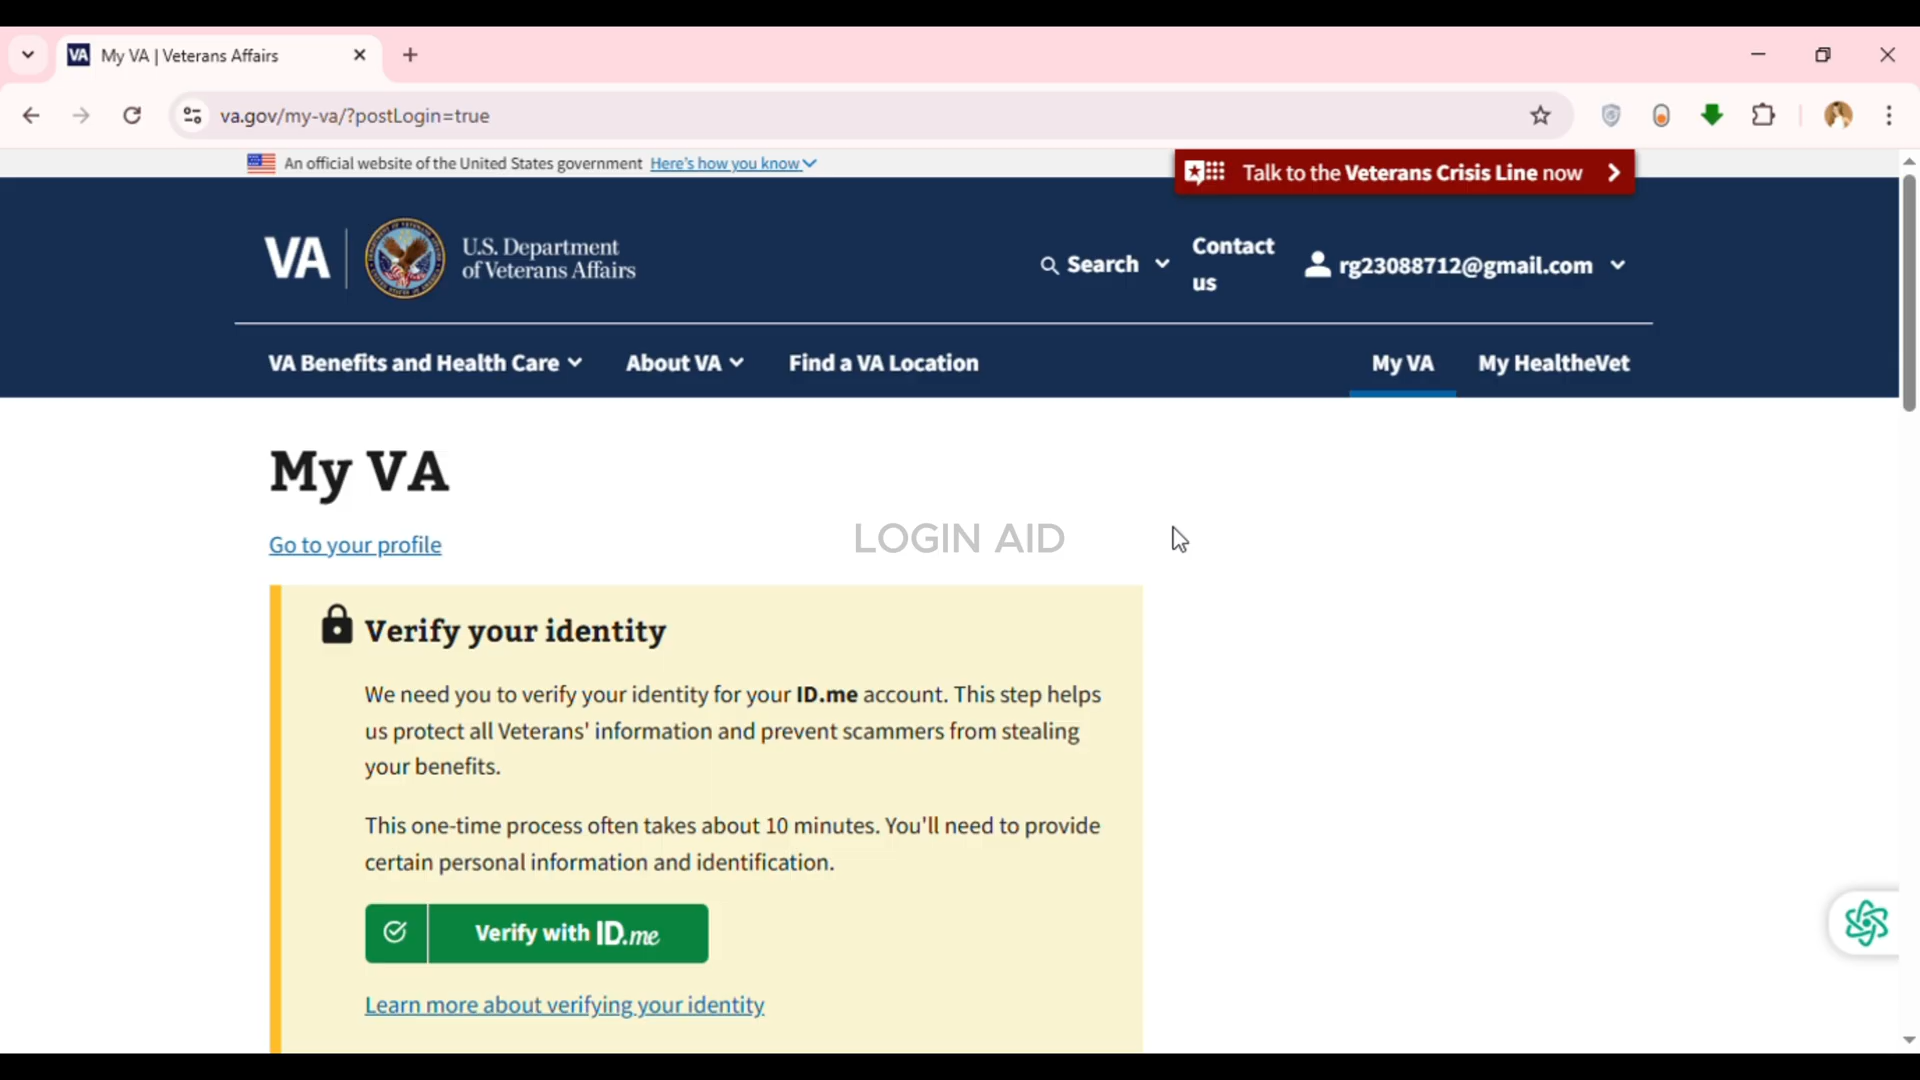 VA My VA | Veterans Affairs
va.gov/my-va/?postLogin=true
An official website of the United States government Here's how you know
Talk to the Veterans Crisis Line now
VA
U.S. Department
of Veterans Affairs
Search
Contact
us
rg23088712@gmail.com
VA Benefits and Health Care
About VA
Find a VA Location
My VA
My HealtheVet
My VA
LOGIN AID
Go to your profile
Verify your identity
We need you to verify your identity for your ID.me account. This step helps
us protect all Veterans' information and prevent scammers from stealing
your benefits.
This one-time process often takes about 10 minutes. You'll need to provide
certain personal information and identification.
Verify with ID.me
Learn more about verifying your identity